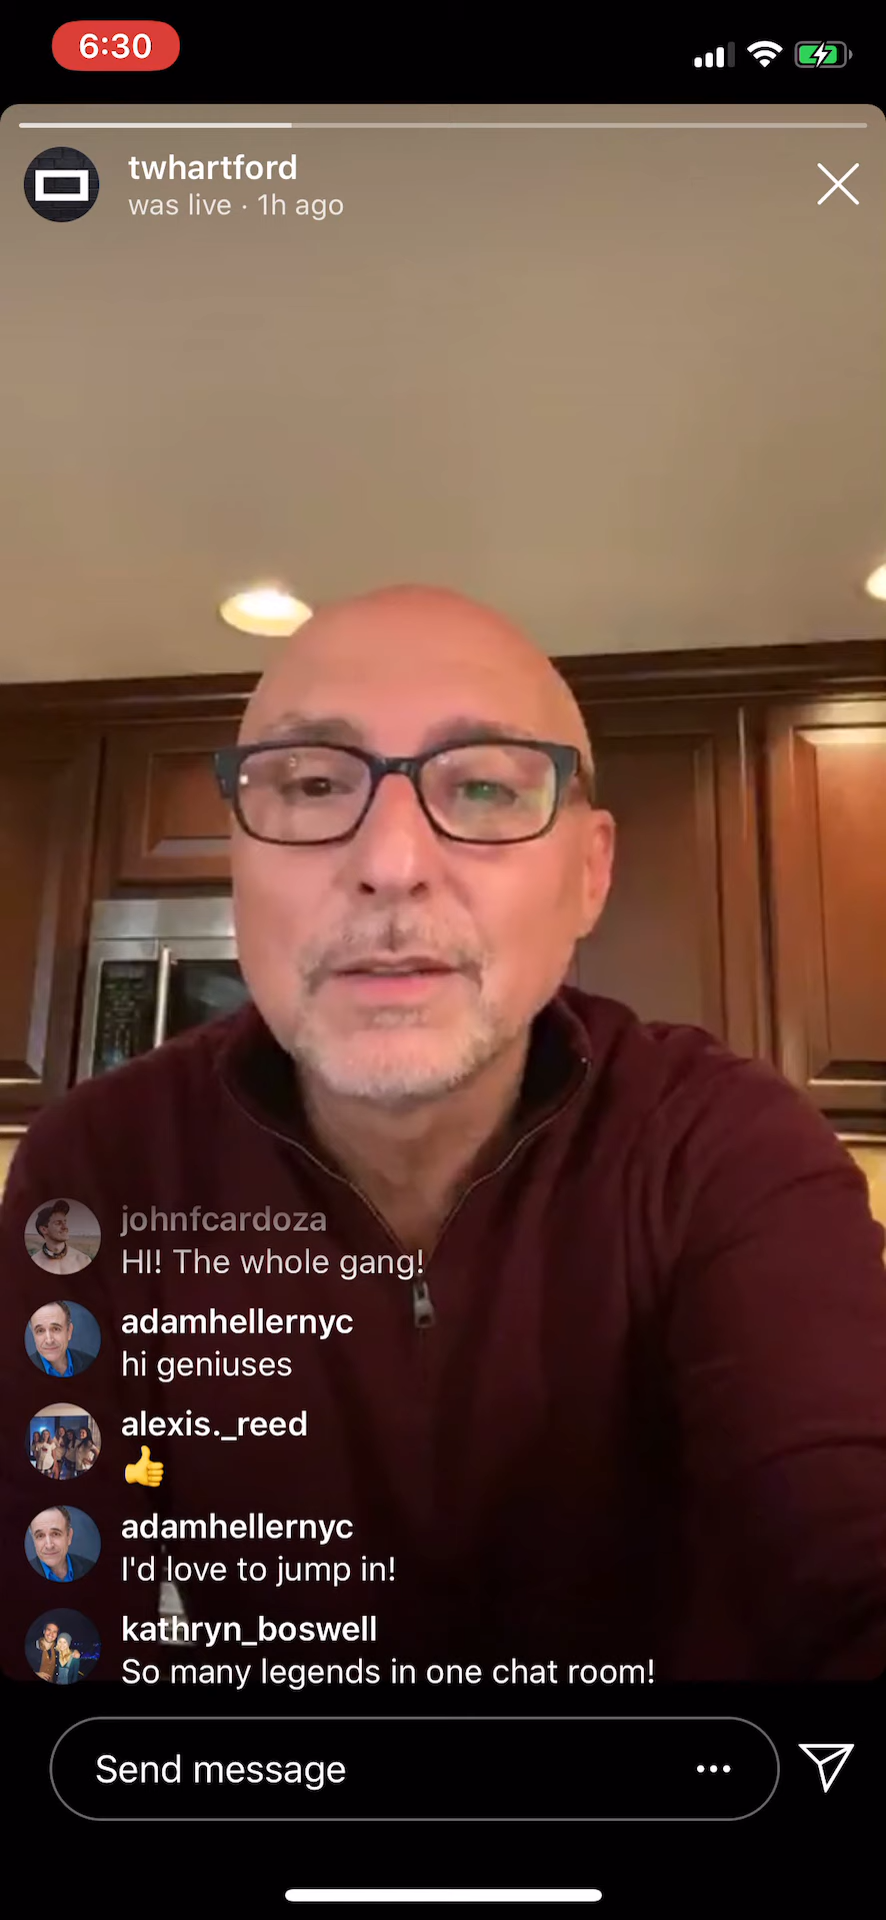 6:30
twhartford
was live · 1h ago
johnfcardoza
HI! The whole gang!
adamhellernyc
hi geniuses
alexis._reed
👍
adamhellernyc
I'd love to jump in!
kathryn_boswell
So many legends in one chat room!
Send message